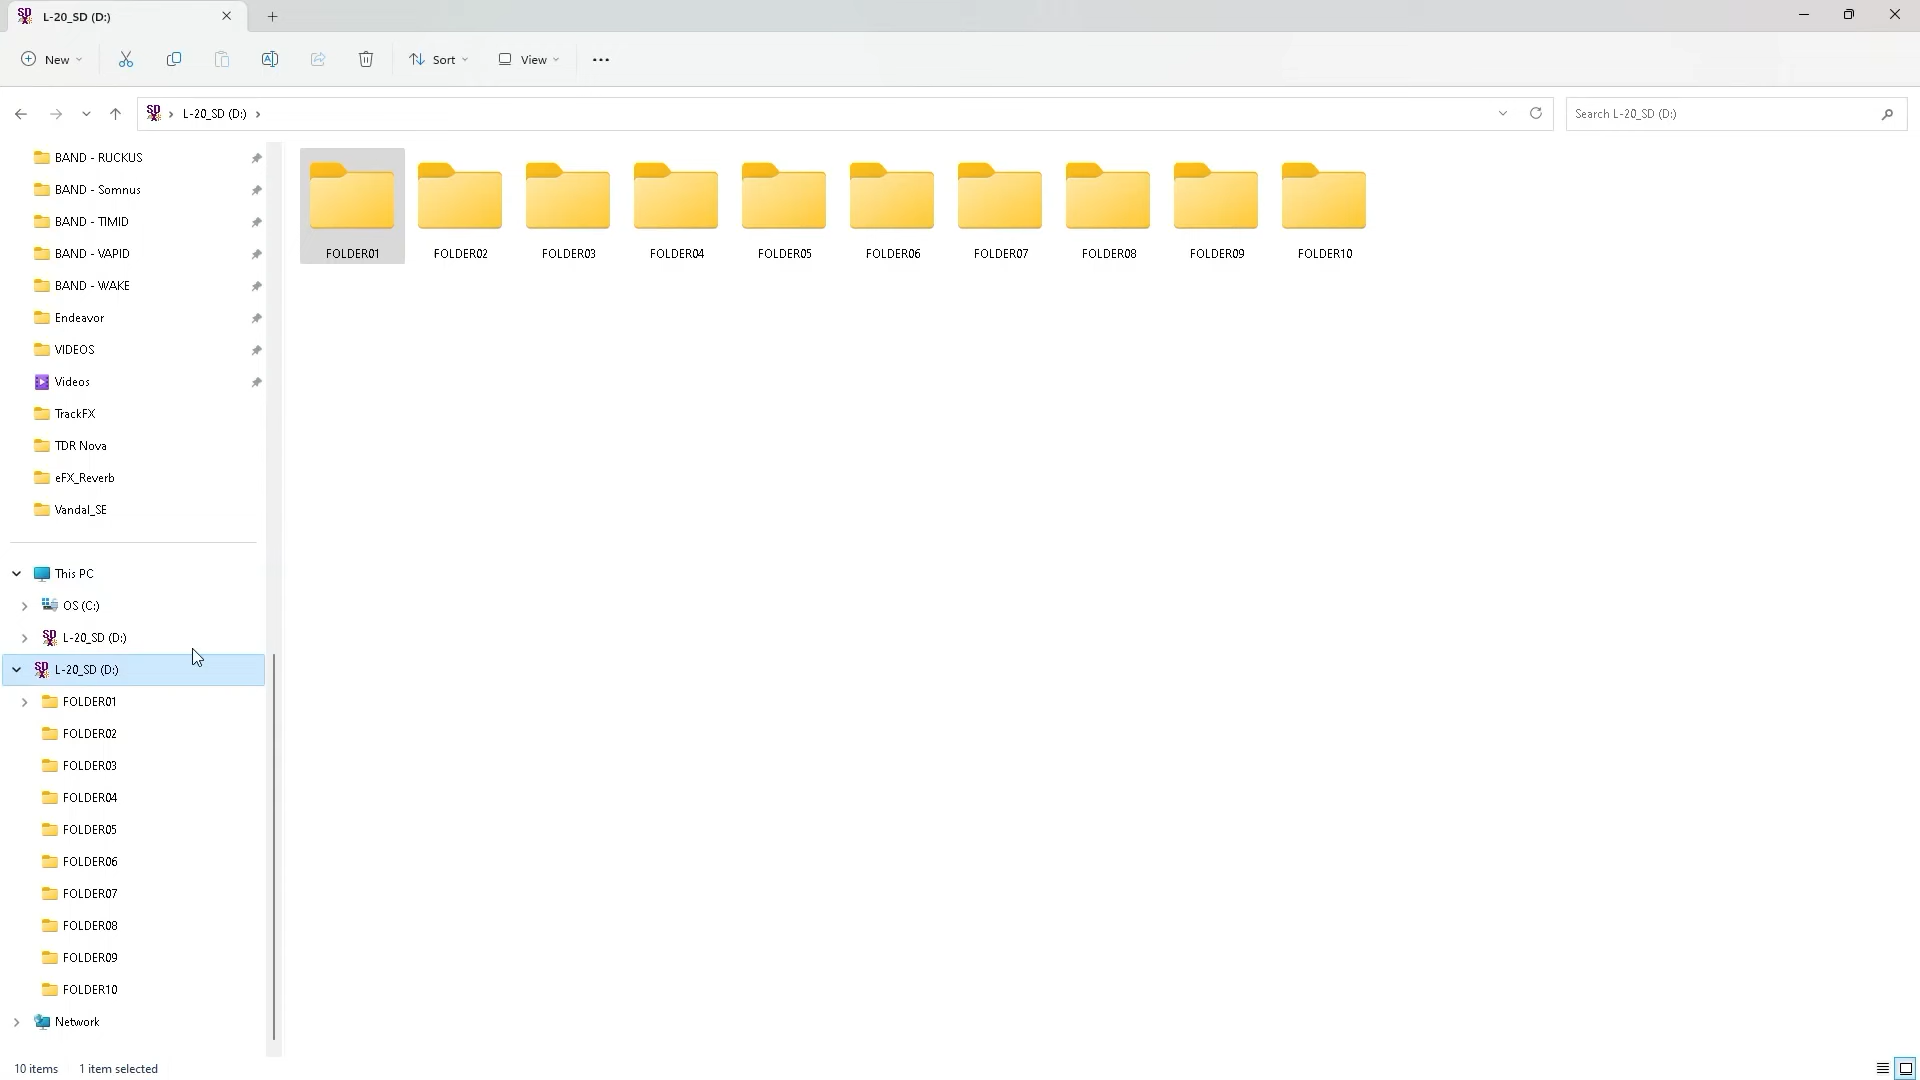 L-20_SD (D:)
New
Sort
View
L-20_SD (D:)
Search L-20_SD (D:)
BAND - RUCKUS
BAND - Somnus
BAND - TIMID
BAND - VAPID
BAND - WAKE
Endeavor
VIDEOS
Videos
TrackFX
TDR Nova
eFX_Reverb
Vandal_SE
This PC
OS (C:)
L-20_SD (D:)
L-20_SD (D:)
FOLDER01
FOLDER02
FOLDER03
FOLDER04
FOLDER05
FOLDER06
FOLDER07
FOLDER08
FOLDER09
FOLDER10
Network
FOLDER01 FOLDER02 FOLDER03 FOLDER04 FOLDER05 FOLDER06 FOLDER07 FOLDER08 FOLDER09 FOLDER10
10 items 1 item selected